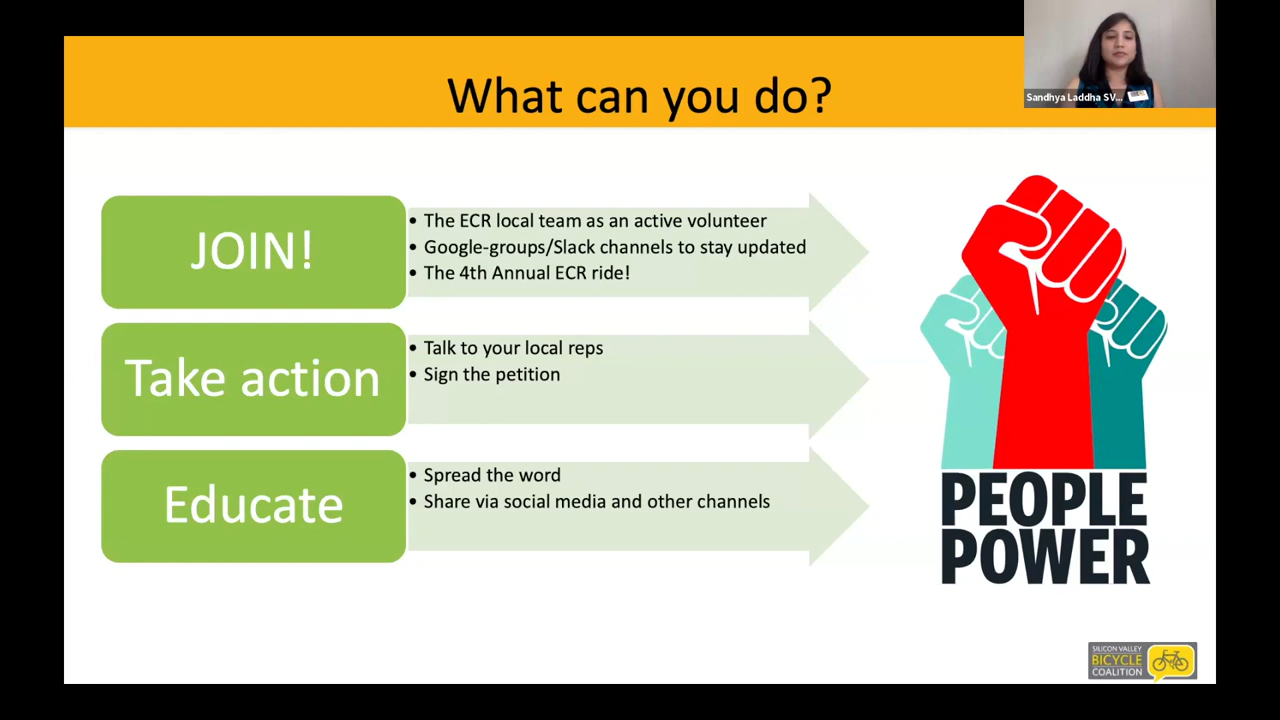 What can you do?
Sandhya Laddha SV...
JOIN!
• The ECR local team as an active volunteer
• Google-groups/Slack channels to stay updated
• The 4th Annual ECR ride!
Take action
• Talk to your local reps
• Sign the petition
Educate
• Spread the word
• Share via social media and other channels
PEOPLE
POWER
SILICON VALLEY
BICYCLE
COALITION